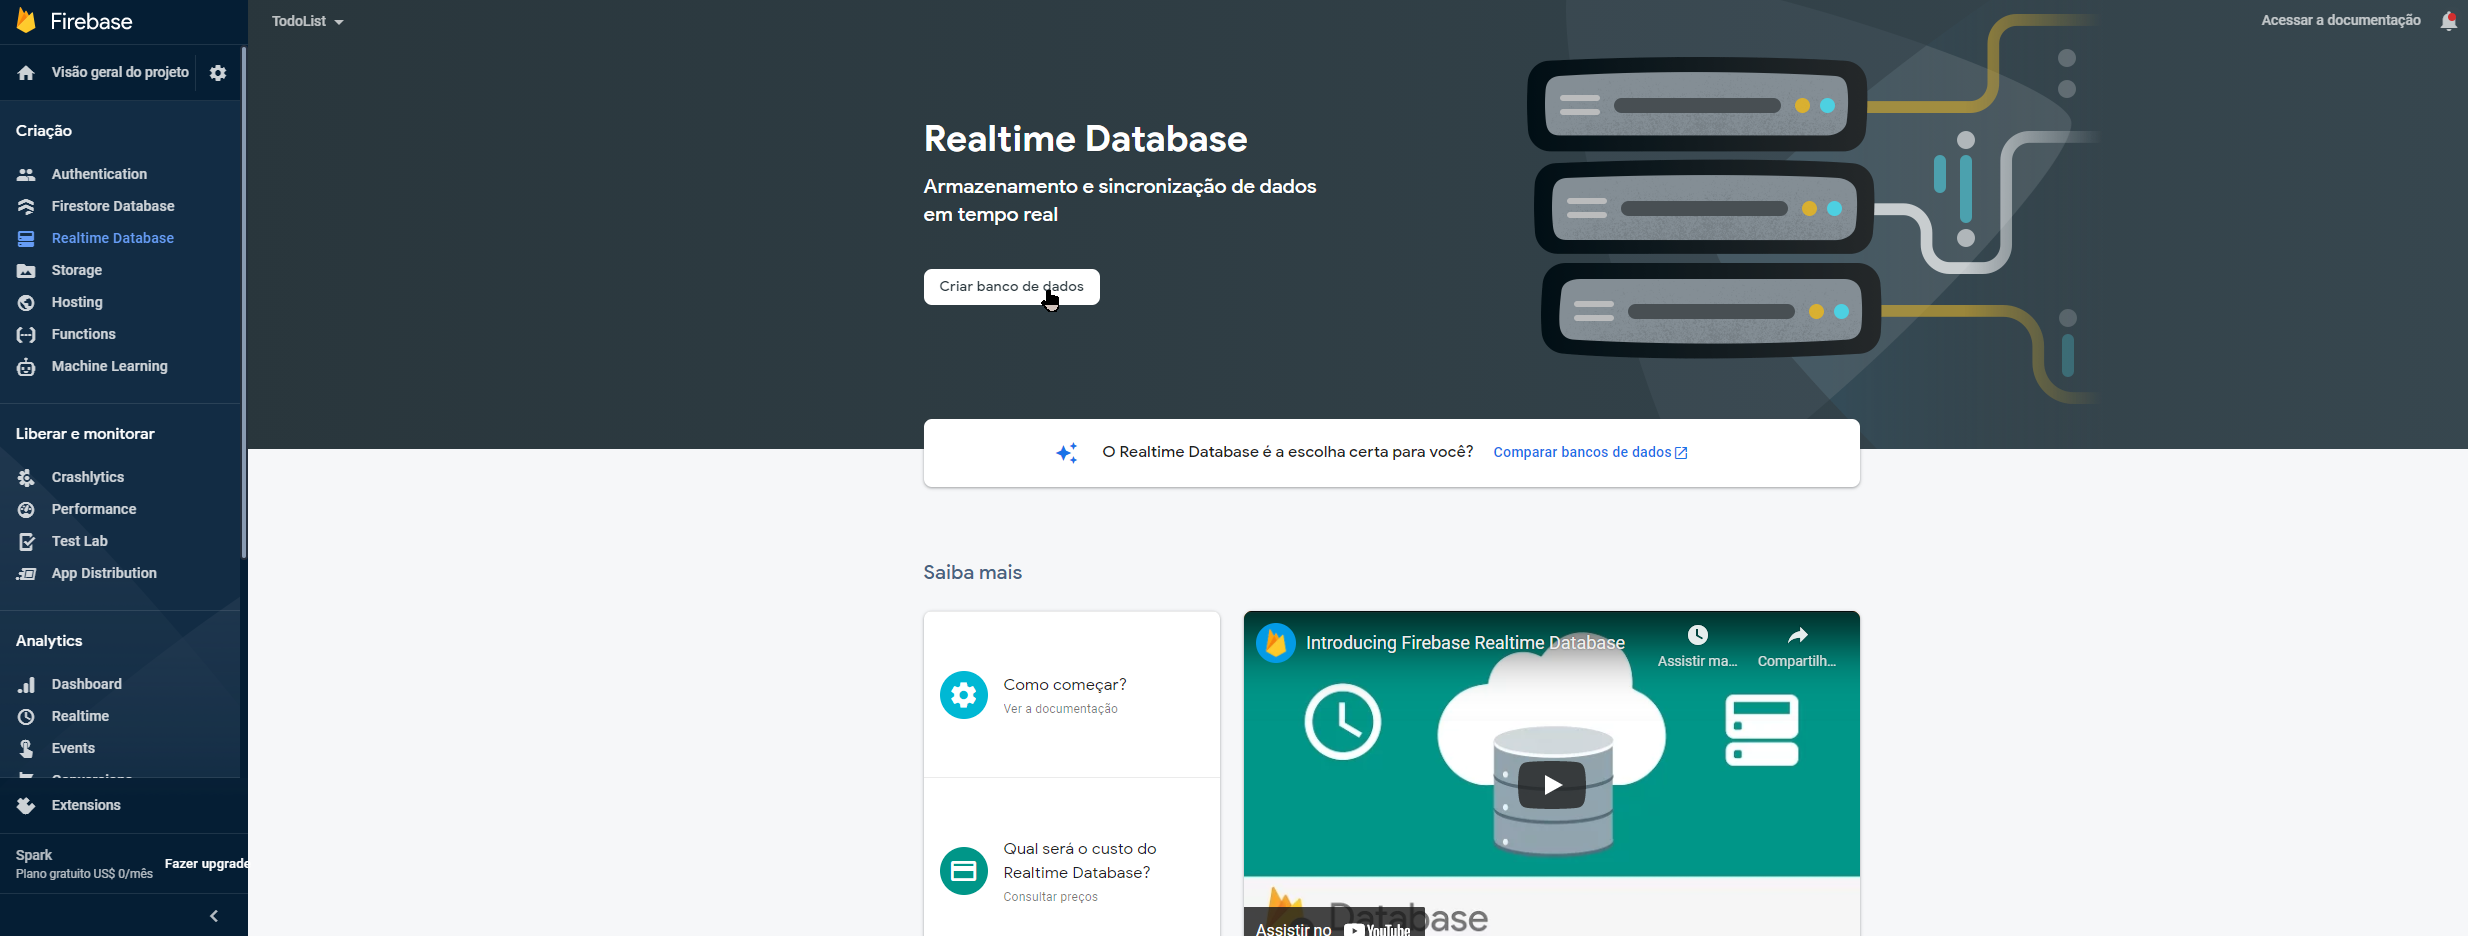 Firebase
Visão geral do projeto
Criação
Authentication
Firestore Database
Realtime Database
Storage
Hosting
Functions
Machine Learning
Liberar e monitorar
Crashlytics
Performance
Test Lab
App Distribution
Analytics
Dashboard
Realtime
Events
Extensions
Spark
Plano gratuito US$ 0/mês
Fazer upgrade
TodoList
Acessar a documentação
Realtime Database
Armazenamento e sincronização de dados
em tempo real
Criar banco de dados
O Realtime Database é a escolha certa para você? Comparar bancos de dados
Saiba mais
Como começar?
Ver a documentação
Qual será o custo do
Realtime Database?
Consultar preços
Introducing Firebase Realtime Database
Assistir ma...
Compartilh...
Database
Assistir no YouTube